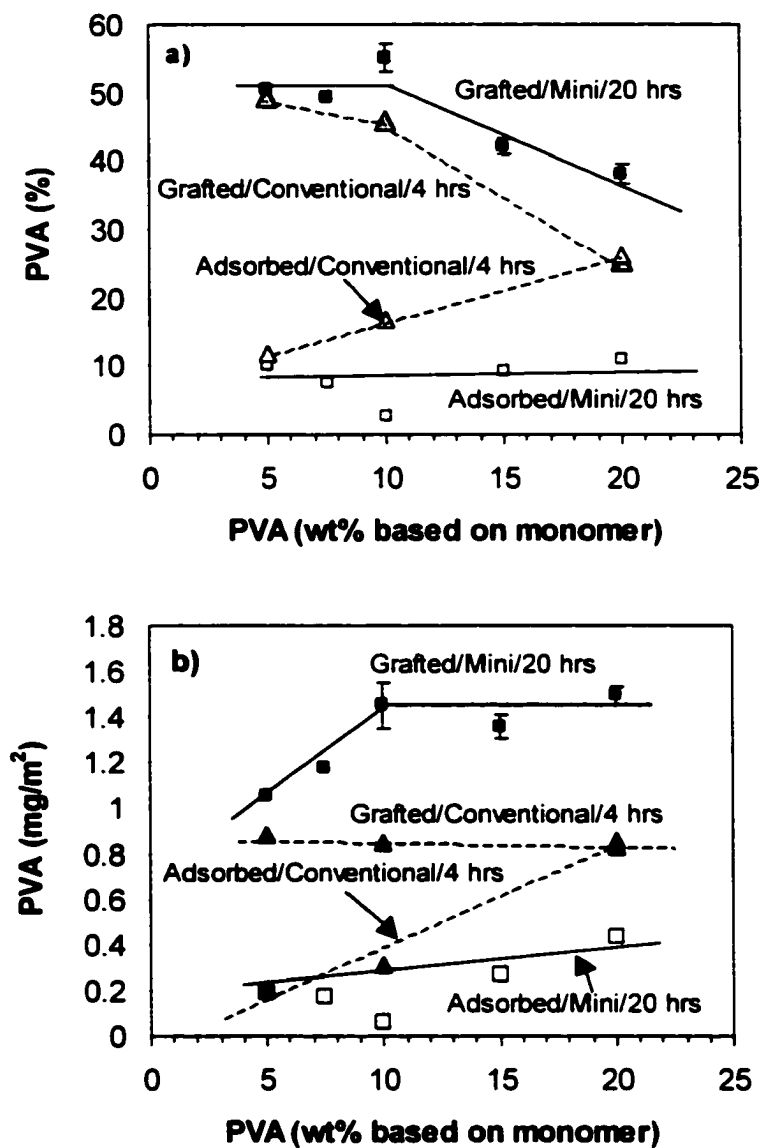 a)
60
50
40
30
20
10
0
PVA (%)
Grafted/Mini/20 hrs
Grafted/Conventional/4 hrs
Adsorbed/Conventional/4 hrs
Adsorbed/Mini/20 hrs
0 5 10 15 20 25
PVA (wt% based on monomer)
b)
1.8
1.6
1.4
1.2
1
0.8
0.6
0.4
0.2
0
PVA (mg/m²)
Grafted/Mini/20 hrs
Grafted/Conventional/4 hrs
Adsorbed/Conventional/4 hrs
Adsorbed/Mini/20 hrs
0 5 10 15 20 25
PVA (wt% based on monomer)